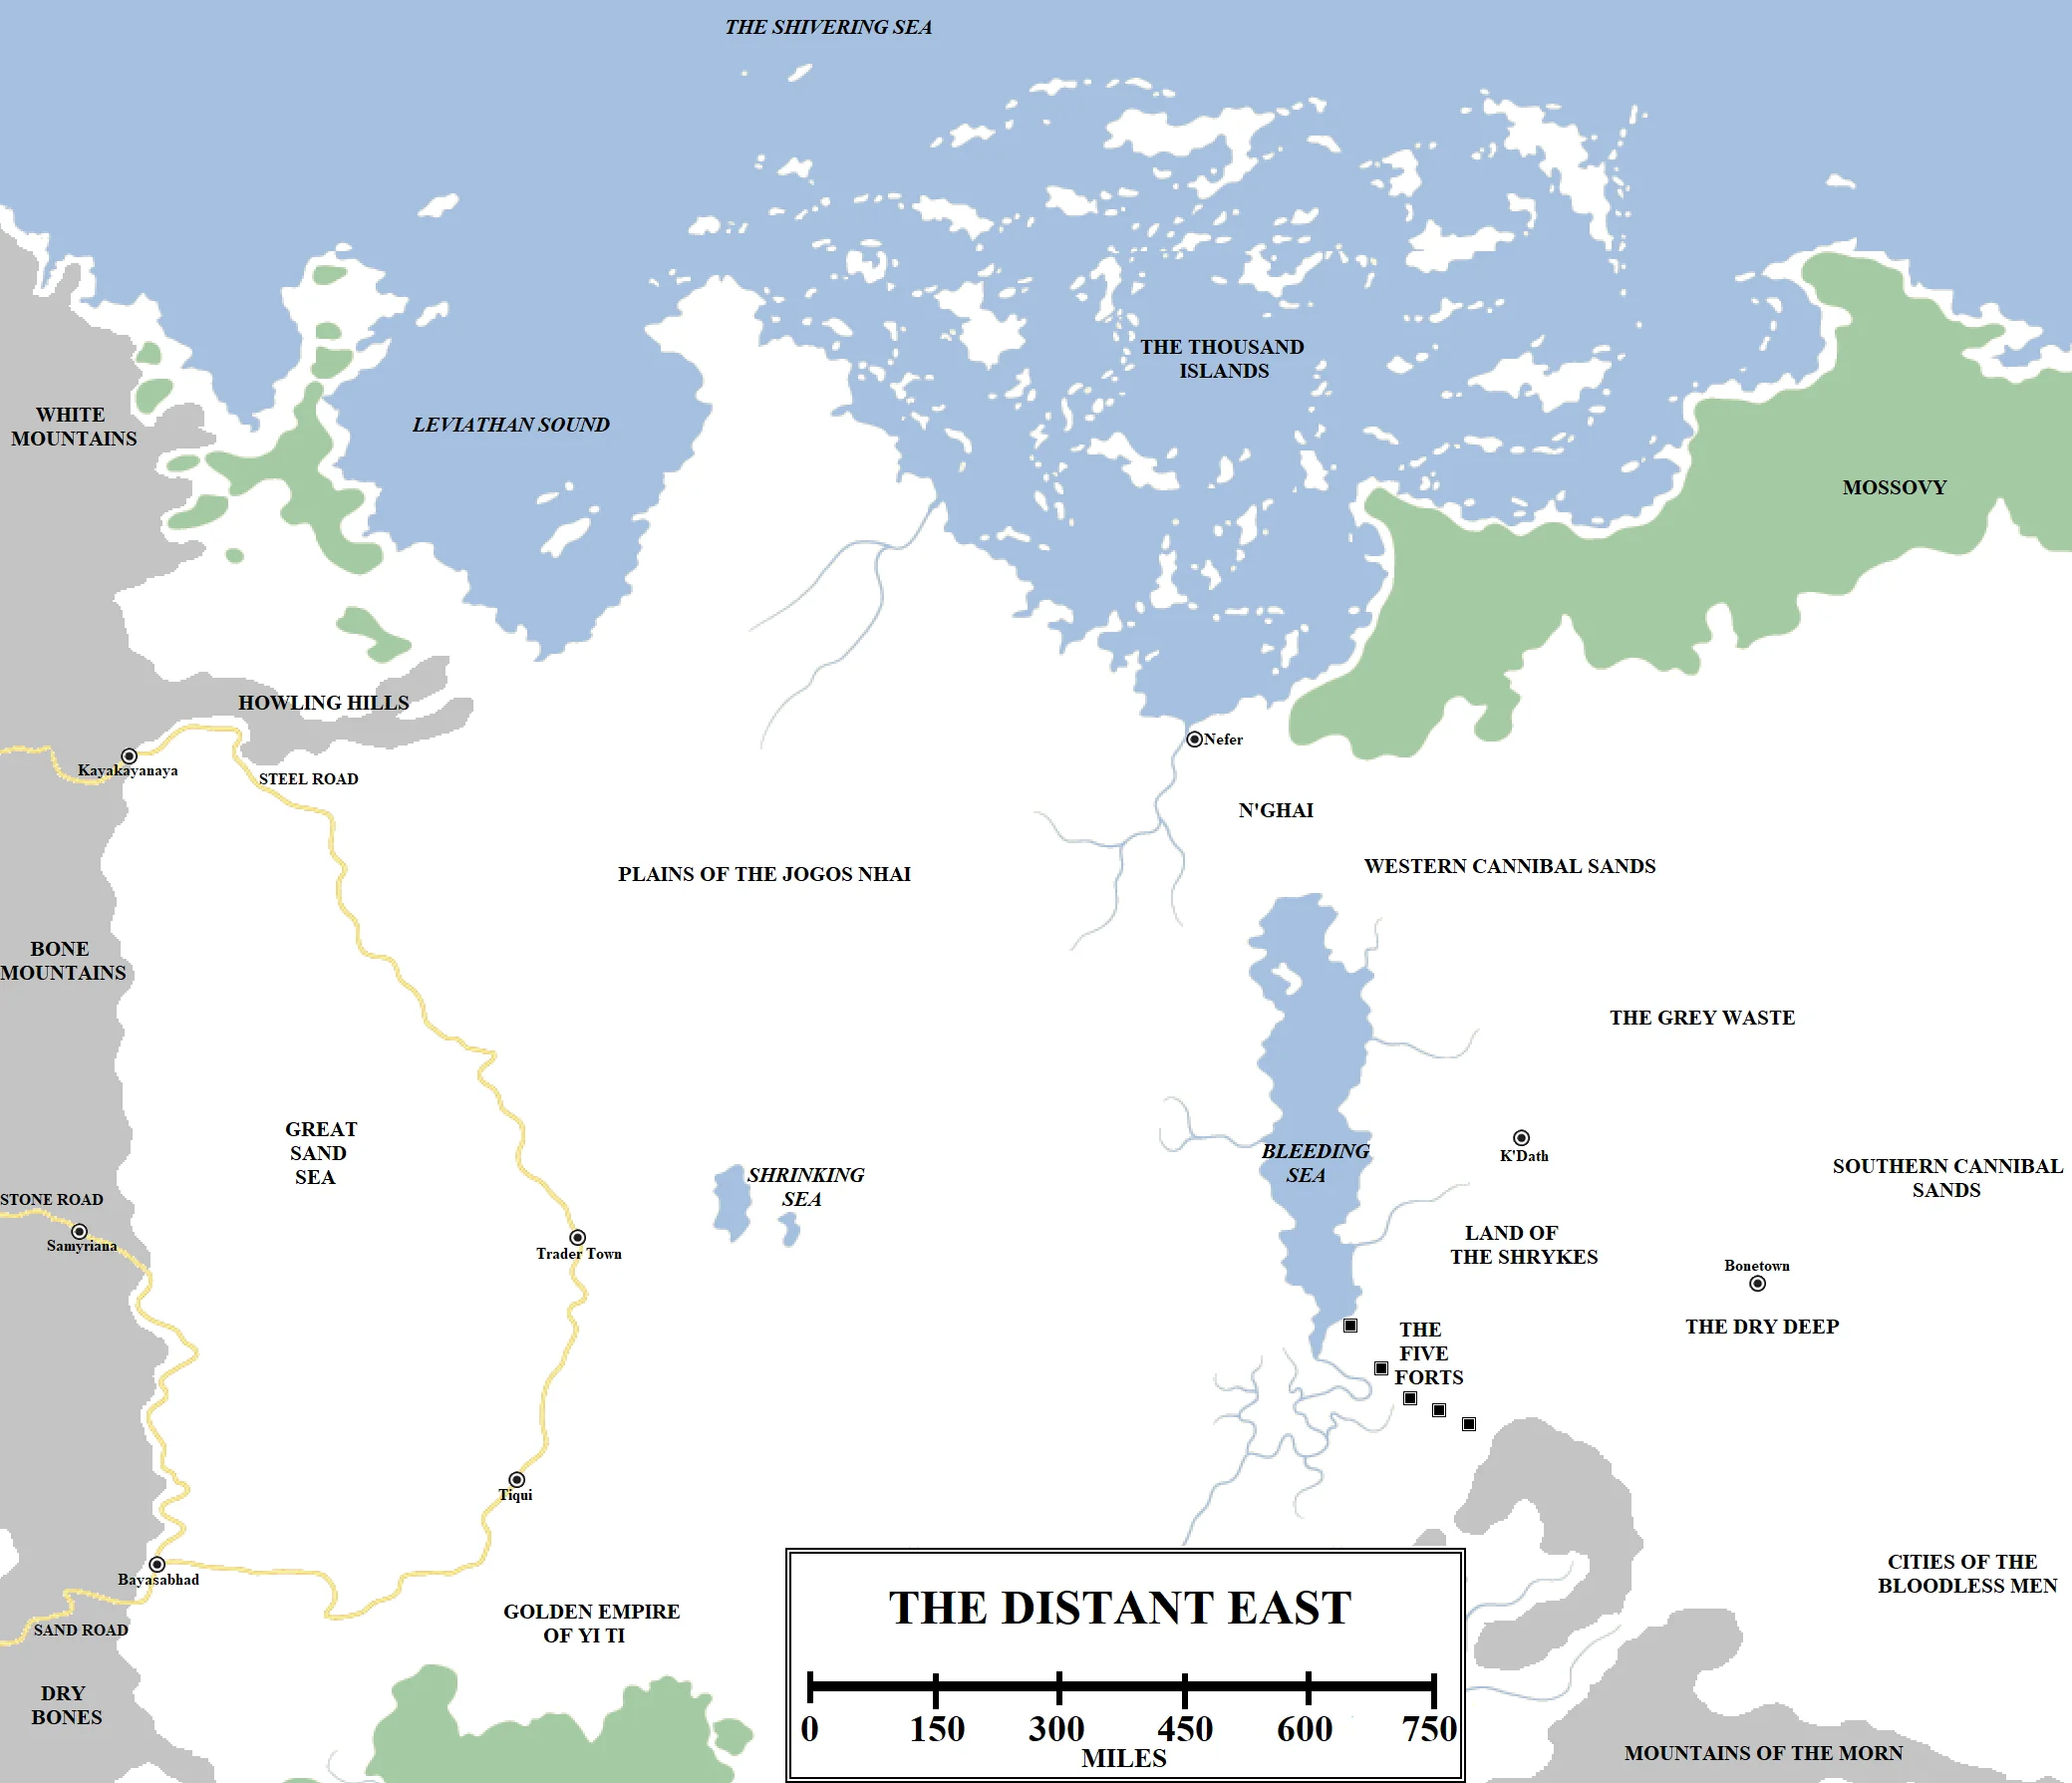 THE SHIVERING SEA
THE THOUSAND
ISLANDS
WHITE
MOUNTAINS
LEVIATHAN SOUND
MOSSOVY
HOWLING HILLS
Nefer
Kayakayanaya
STEEL ROAD
N'GHAI
PLAINS OF THE JOGOS NHAI
WESTERN CANNIBAL SANDS
BONE
MOUNTAINS
THE GREY WASTE
GREAT
SAND
SEA
BLEEDING
SEA
K'Dath
SHRINKING
SEA
SOUTHERN CANNIBAL
SANDS
STONE ROAD
Samyriana
Trader Town
LAND OF
THE SHRYKES
Bonetown
THE DRY DEEP
THE
FIVE
FORTS
Tiqui
Bayasabhad
CITIES OF THE
BLOODLESS MEN
SAND ROAD
GOLDEN EMPIRE
OF YI TI
THE DISTANT EAST
DRY
BONES
0 150 300 450 600 750
MILES
MOUNTAINS OF THE MORN